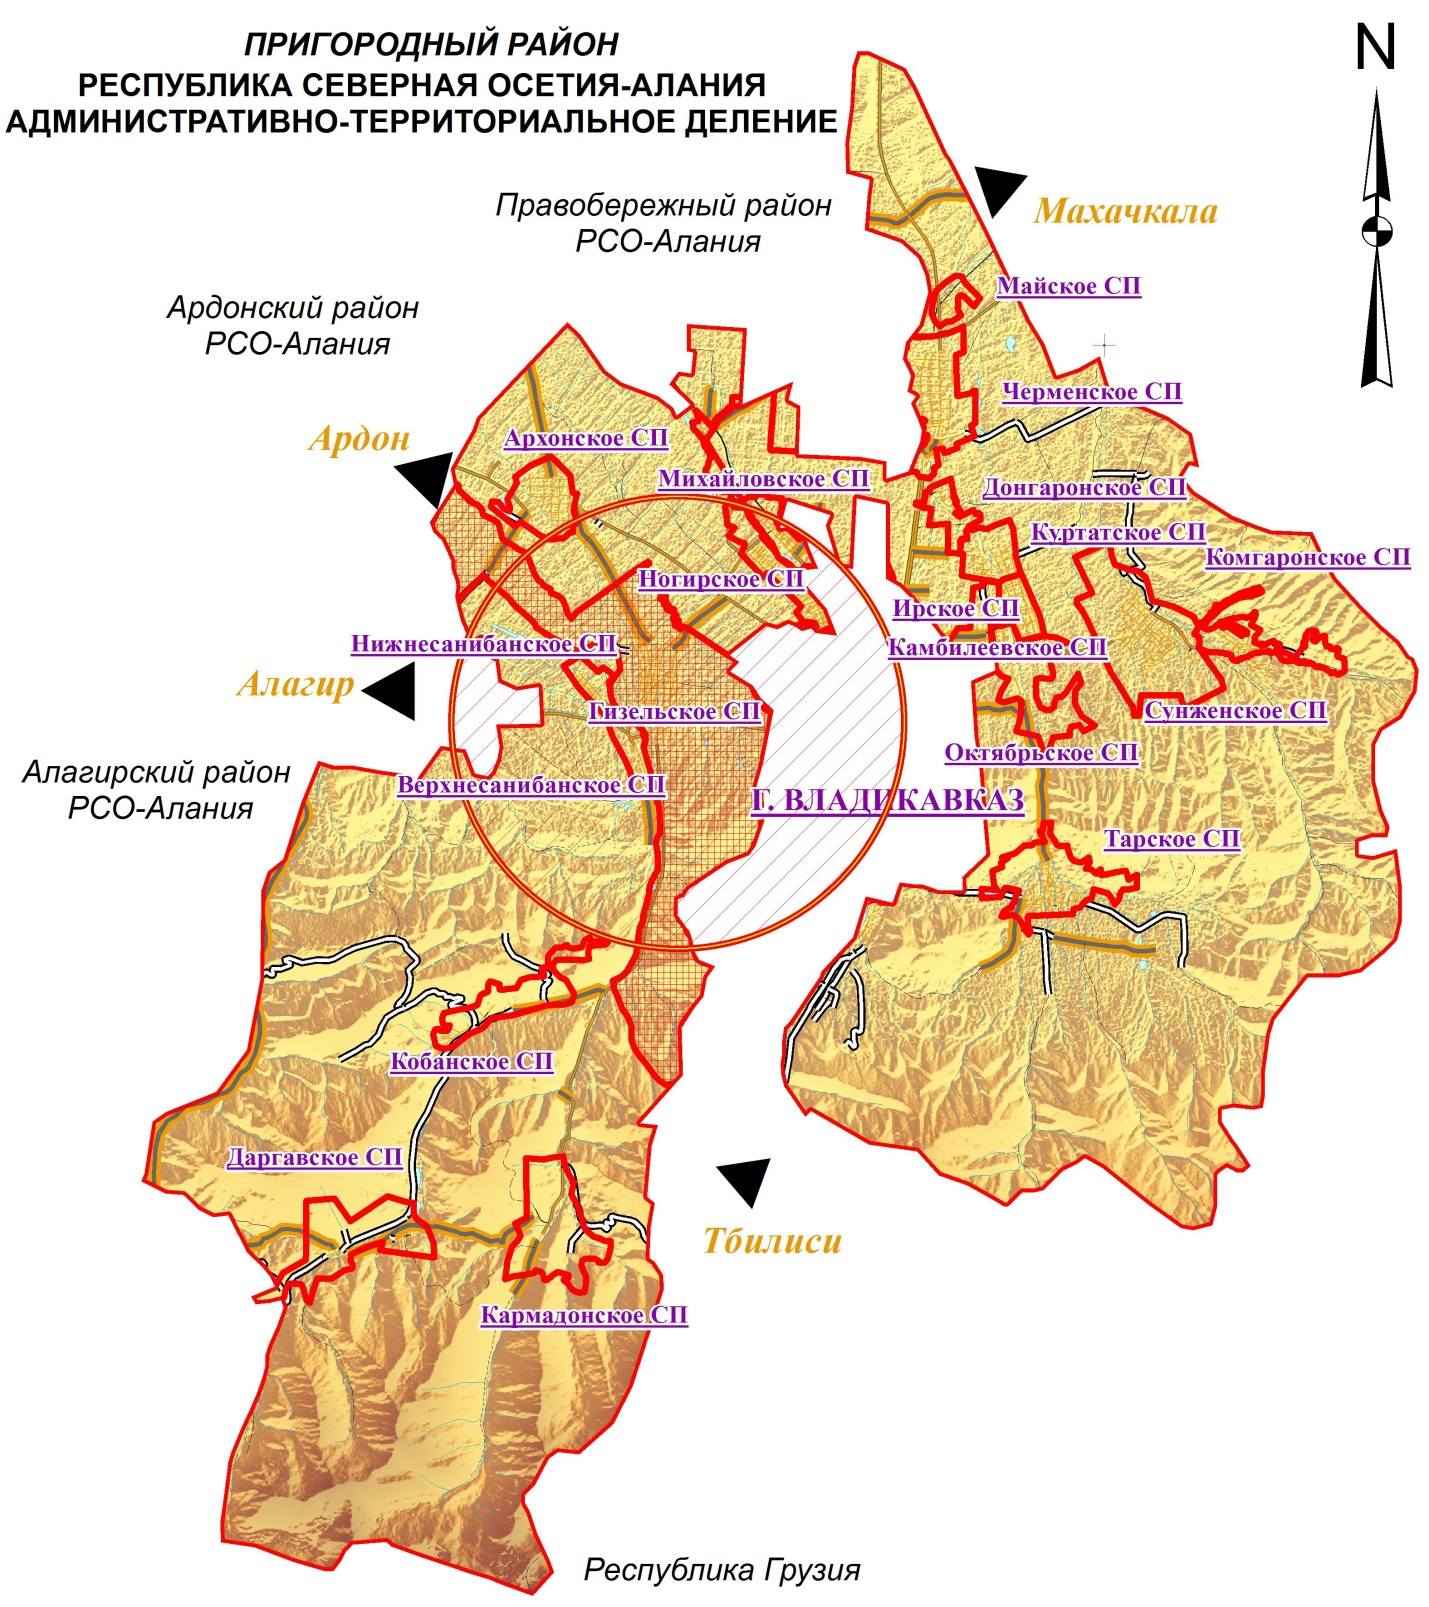 ПРИГОРОДНЫЙ РАЙОН
РЕСПУБЛИКА СЕВЕРНАЯ ОСЕТИЯ-АЛАНИЯ
АДМИНИСТРАТИВНО-ТЕРРИТОРИАЛЬНОЕ ДЕЛЕНИЕ
N
Правобережный район
РСО-Алания
Махачкала
Ардонский район
РСО-Алания
Майское СП
Черменское СП
Ардон
Архонское СП
Михайловское СП
Донгаронское СП
Куртатское СП
Комгаронское СП
Ногирское СП
Ирское СП
Нижнесанибанское СП
Камбилеевское СП
Алагир
Гизельское СП
Сунженское СП
Октябрьское СП
Алагирский район
РСО-Алания
Верхнесанибанское СП
Г. ВЛАДИКАВКАЗ
Тарское СП
Кобанское СП
Даргавское СП
Тбилиси
Кармадонское СП
Республика Грузия